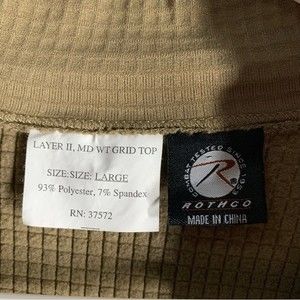 LAYER II, MD WT GRID TOP
SIZE:SIZE: LARGE
93% Polyester, 7% Spandex
RN: 37572
COMBAT TESTED SINCE 1953
R
ROTHCO
MADE IN CHINA